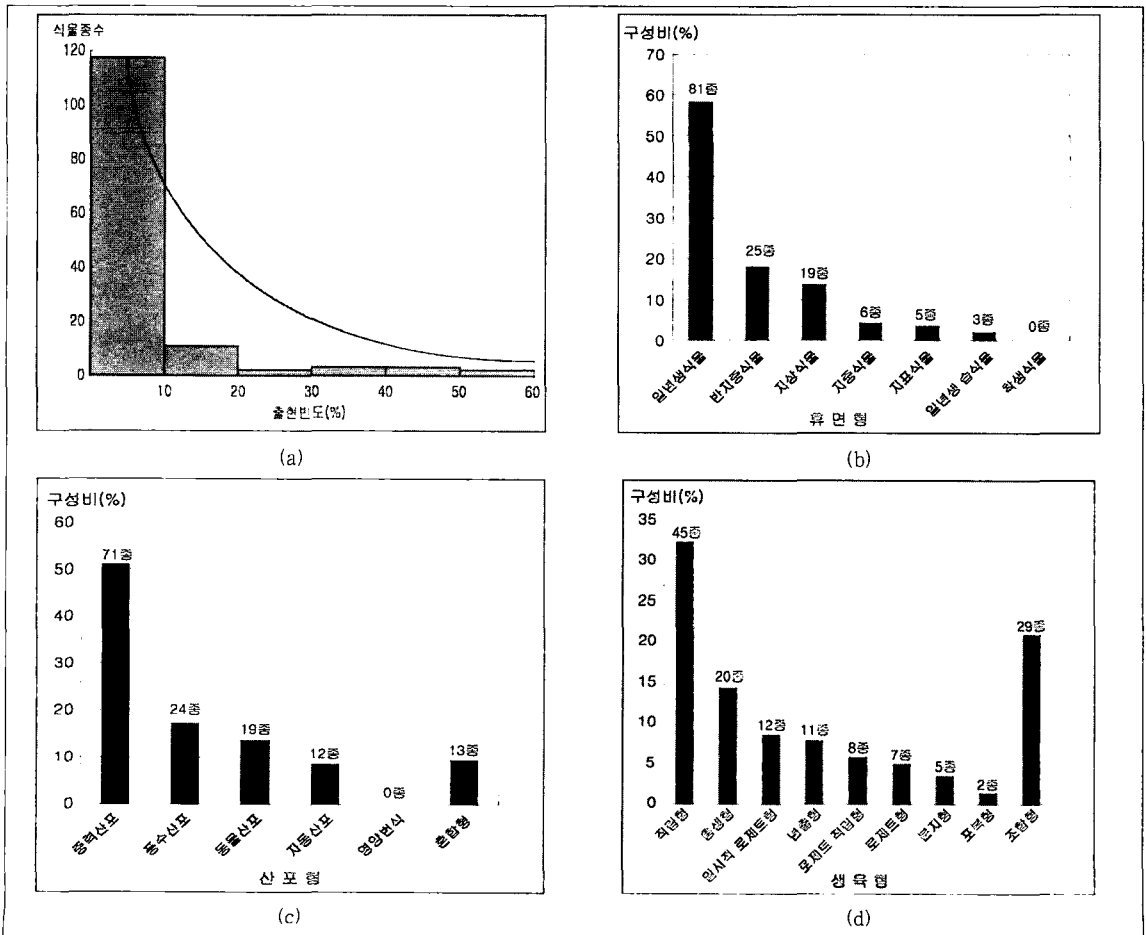 식물종수
120
100
80
60
40
20
0
10 20 30 40 50 60
출현빈도(%)
(a)
구성비(%)
70
60
50
40
30
20
10
0
81종 25종 19종 6종 5종 3종 0종
일년생식물 반지중식물 지상식물 지중식물 지표식물 일년생 습식물 왁생식물
휴 면 형
(b)
구성비(%)
60
50
40
30
20
10
0
71종 24종 19종 12종 0종 13종
중력산포 풍수산포 동물산포 자동산포 영양번식 혼합형
산 포 형
(c)
구성비(%)
35
30
25
20
15
10
5
0
45종 20종 12종 11종 8종 7종 5종 2종 29종
직립형 총생형 일시적 로제트형 넌출형 로제트 직립형 로제트형 분지형 포복형 조합형
생 육 형
(d)